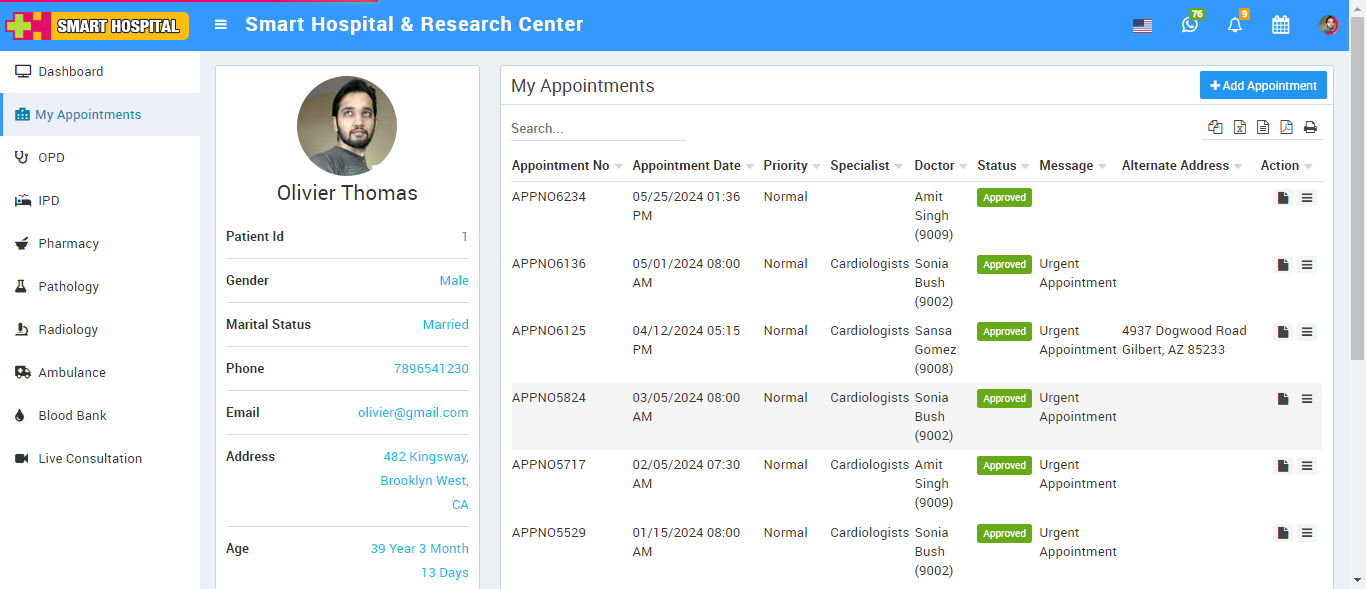 SMART HOSPITAL
Smart Hospital & Research Center
76
9
Dashboard
My Appointments
OPD
IPD
Pharmacy
Pathology
Radiology
Ambulance
Blood Bank
Live Consultation
Olivier Thomas
Patient Id 1
Gender Male
Marital Status Married
Phone 7896541230
Email olivier@gmail.com
Address 482 Kingsway,
Brooklyn West,
CA
Age 39 Year 3 Month
13 Days
My Appointments
+ Add Appointment
Search...
Appointment No Appointment Date Priority Specialist Doctor Status Message Alternate Address Action
APPNO6234 05/25/2024 01:36 Normal Amit Approved
PM Singh
(9009)
APPNO6136 05/01/2024 08:00 Normal Cardiologists Sonia Approved Urgent
AM Bush Appointment
(9002)
APPNO6125 04/12/2024 05:15 Normal Cardiologists Sansa Approved Urgent 4937 Dogwood Road
PM Gomez Appointment Gilbert, AZ 85233
(9008)
APPNO5824 03/05/2024 08:00 Normal Cardiologists Sonia Approved Urgent
AM Bush Appointment
(9002)
APPNO5717 02/05/2024 07:30 Normal Cardiologists Amit Approved Urgent
AM Singh Appointment
(9009)
APPNO5529 01/15/2024 08:00 Normal Cardiologists Sonia Approved Urgent
AM Bush Appointment
(9002)